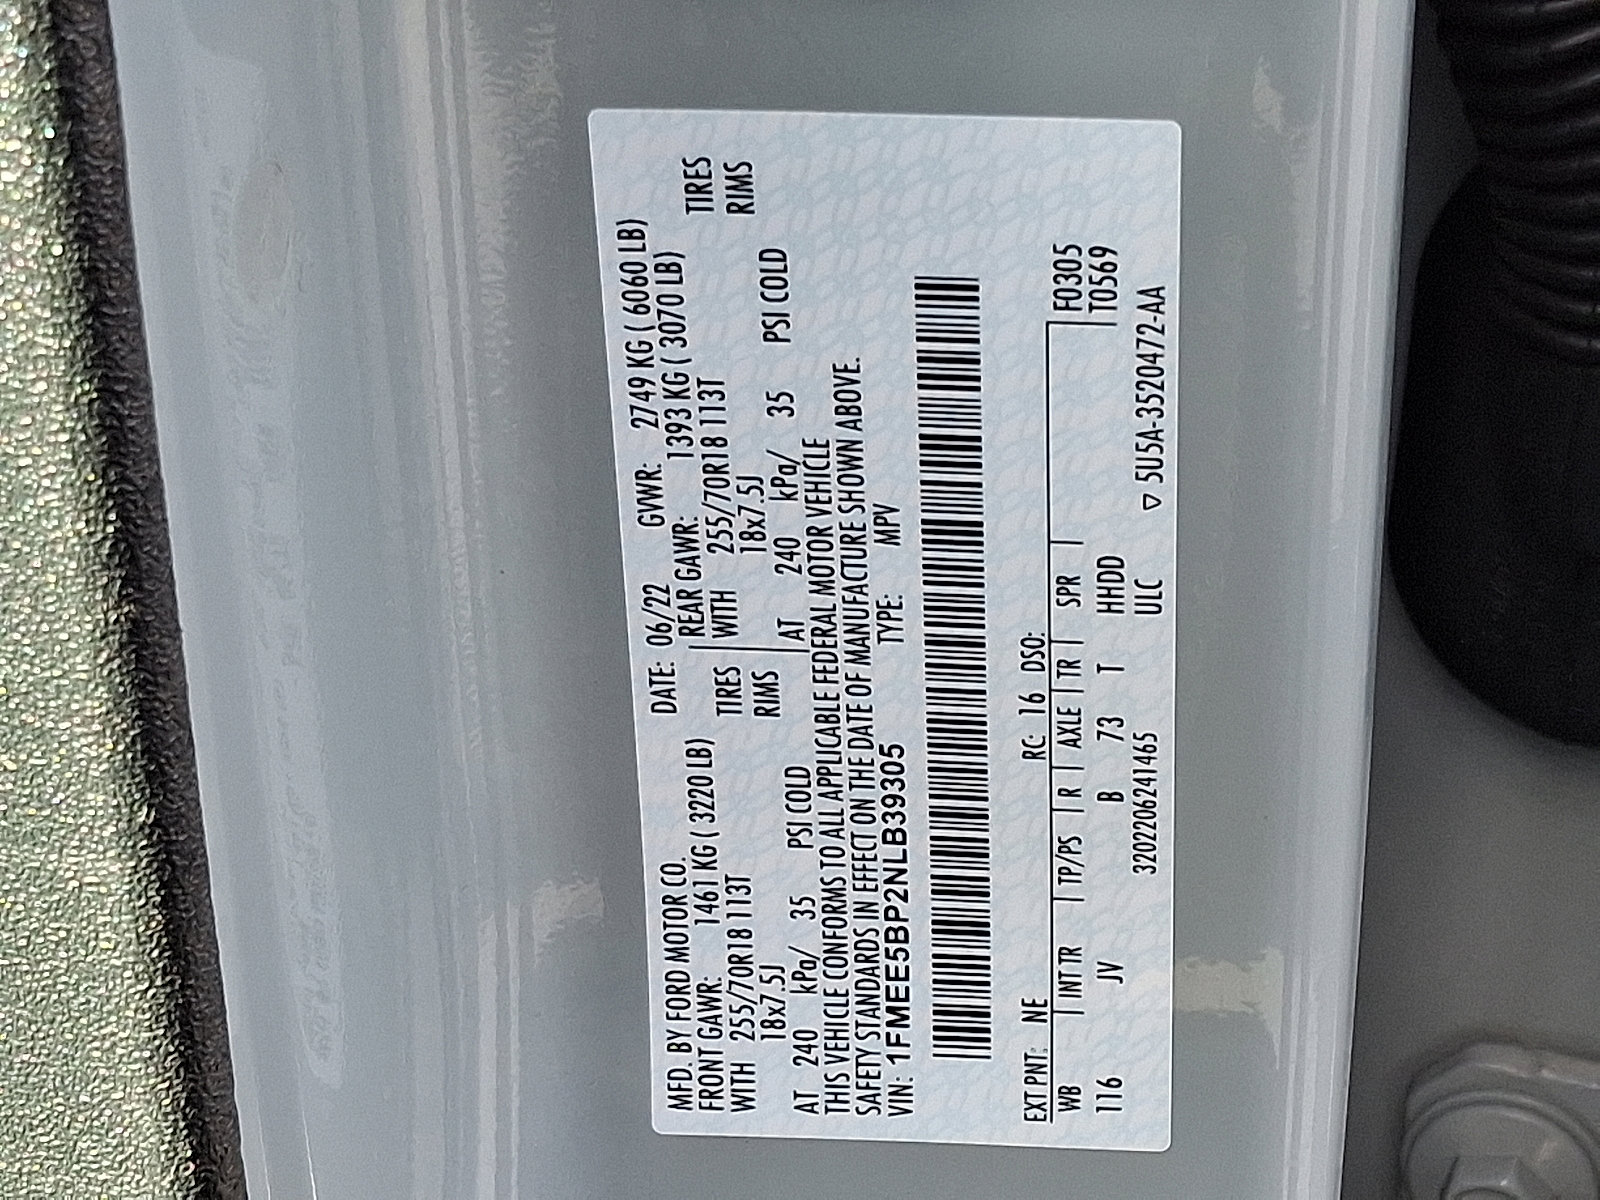 MFD. BY FORD MOTOR CO. DATE: 06/22 GVWR: 2749 KG ( 6060 LB)
FRONT GAWR: 1461 KG ( 3220 LB) REAR GAWR: 1393 KG ( 3070 LB)
WITH 255/70R18 113T TIRES WITH 255/70R18 113T TIRES
18x7.5J RIMS 18x7.5J RIMS
AT 240 kPa/ 35 PSI COLD AT 240 kPa/ 35 PSI COLD
THIS VEHICLE CONFORMS TO ALL APPLICABLE FEDERAL MOTOR VEHICLE
SAFETY STANDARDS IN EFFECT ON THE DATE OF MANUFACTURE SHOWN ABOVE.
VIN: 1FMEE5BP2NLB39305 TYPE: MPV
EXT PNT: NE RC: 16 DSO: F0305
WB | INT TR | TP/PS | R | AXLE | TR | SPR | T0569
116 JV B 73 T HHDD
320220624​1465 ULC ▽ 5U5A-3520472-AA